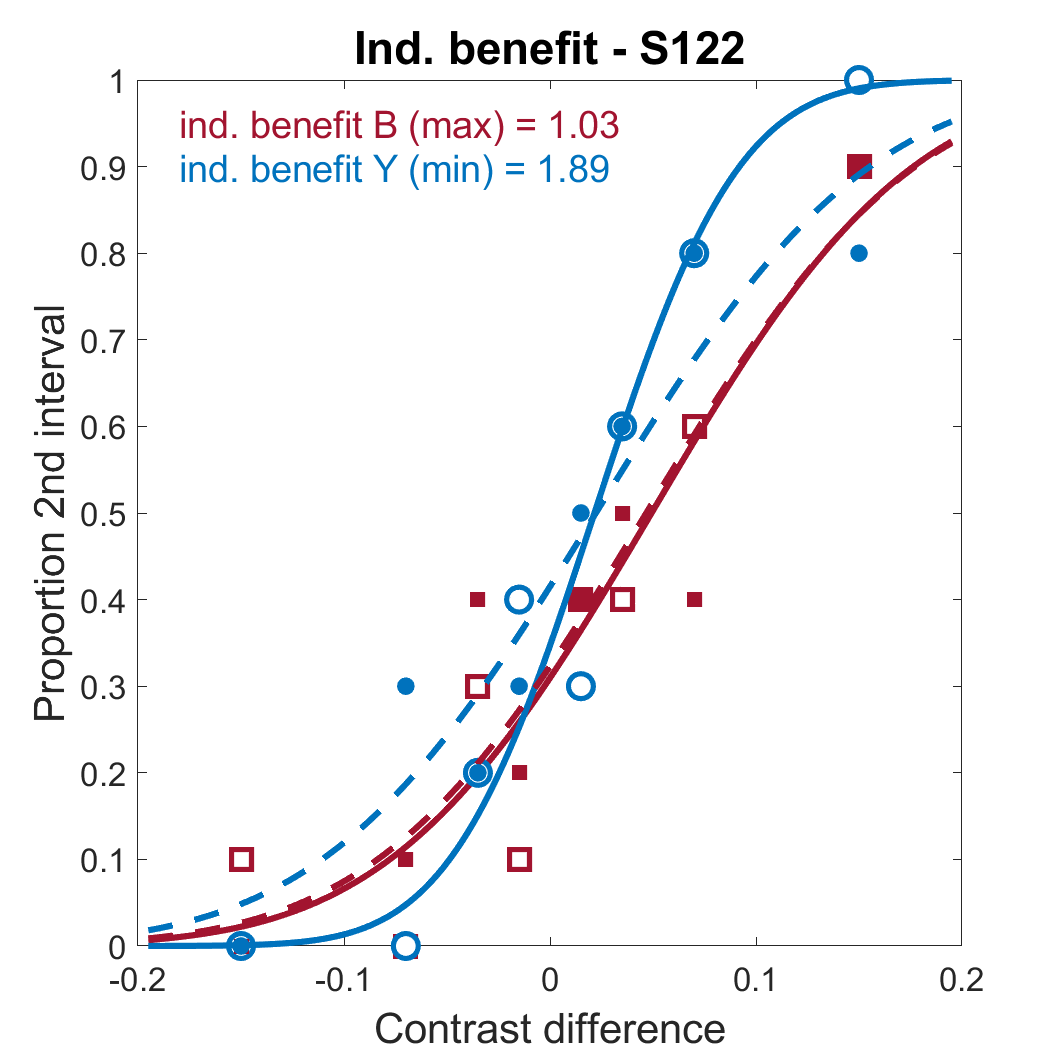 Ind. benefit - S122
ind. benefit B (max) = 1.03
ind. benefit Y (min) = 1.89
Proportion 2nd interval
1
0.9
0.8
0.7
0.6
0.5
0.4
0.3
0.2
0.1
0
-0.2 -0.1 0 0.1 0.2
Contrast difference